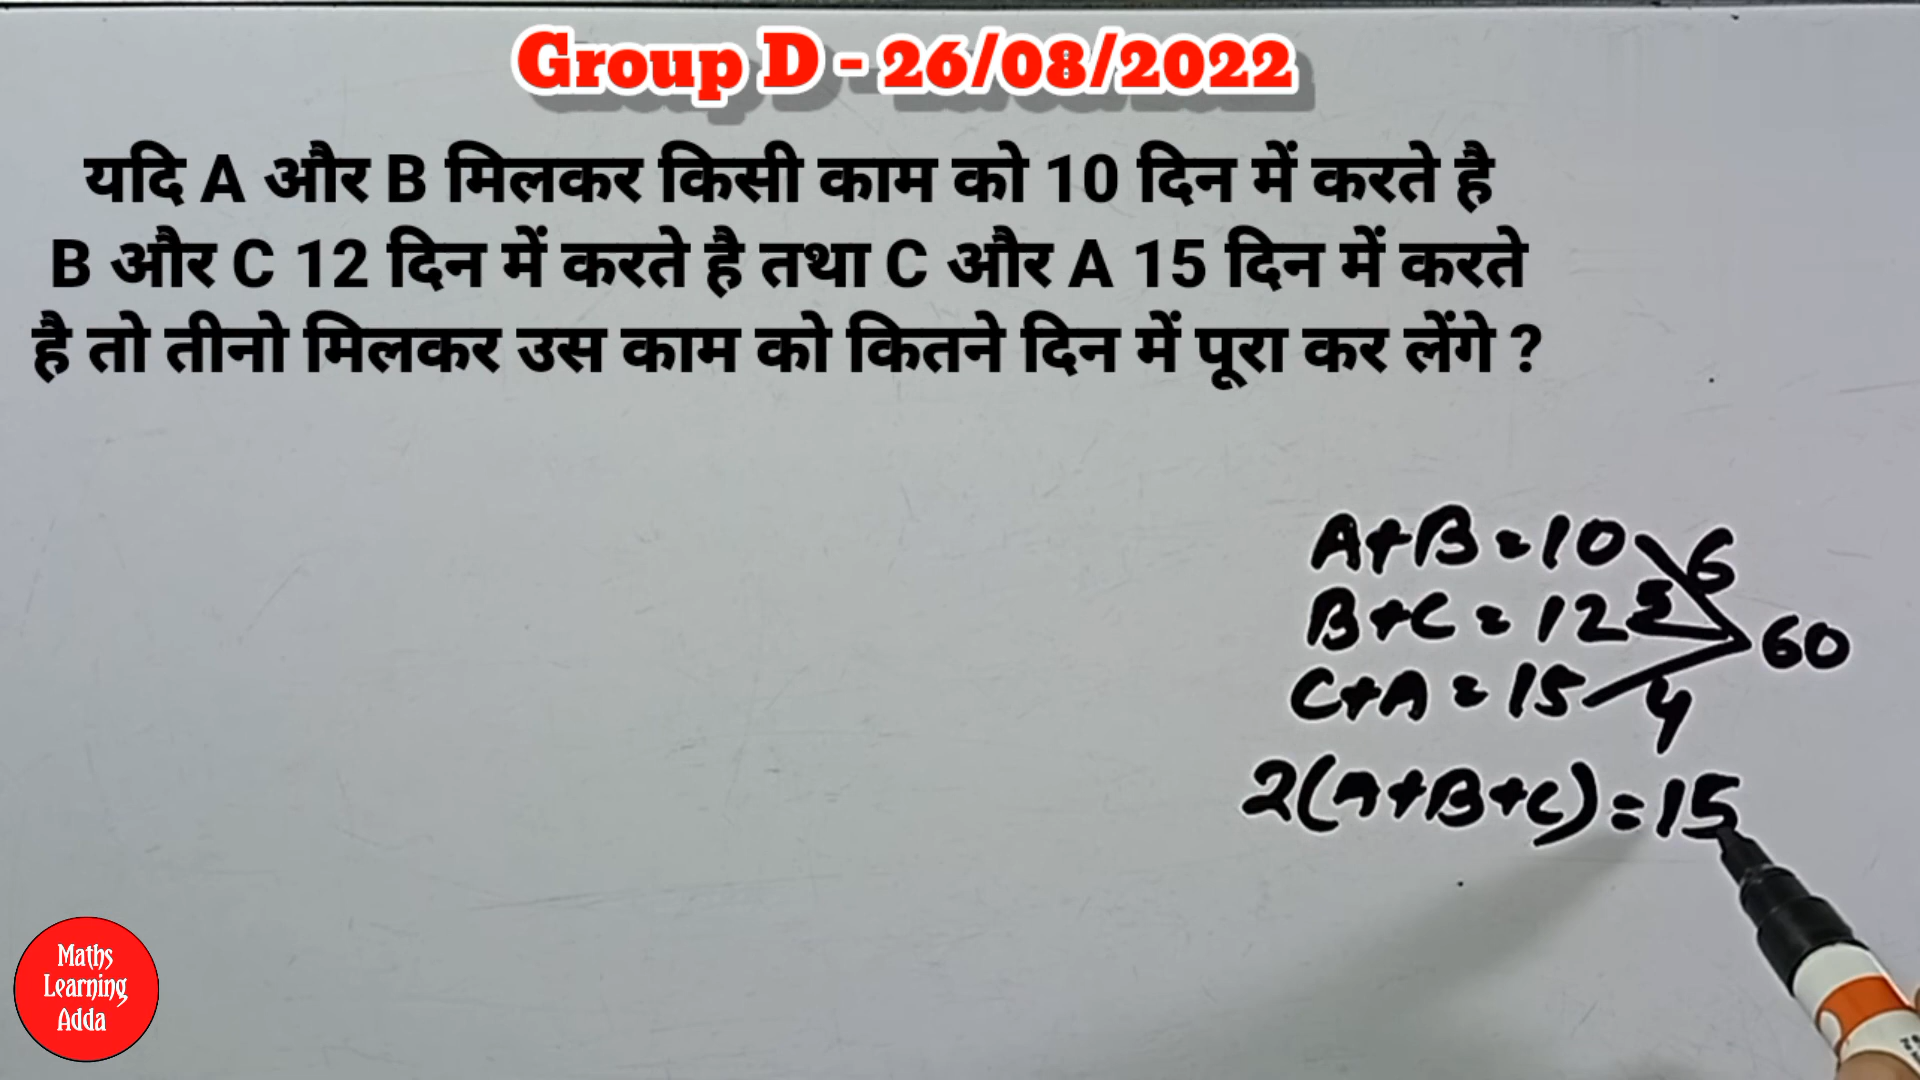 Group D - 26/08/2022
यदि A और B मिलकर किसी काम को 10 दिन में करते है
B और C 12 दिन में करते है तथा C और A 15 दिन में करते
है तो तीनो मिलकर उस काम को कितने दिन में पूरा कर लेंगे ?
A+B=10 6
B+C=12 5 60
C+A=15 4
2(A+B+C)=15
Maths
Learning
Adda